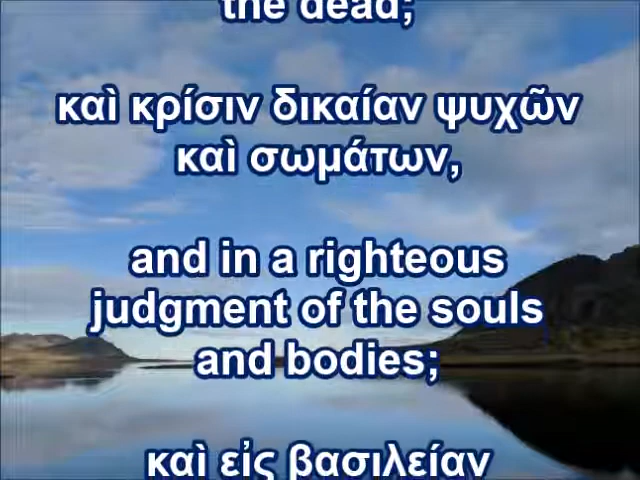 the dead;
καὶ κρίσιν δικαίαν ψυχῶν
καὶ σωμάτων,
and in a righteous
judgment of the souls
and bodies;
καὶ εἰς βασιλείαν